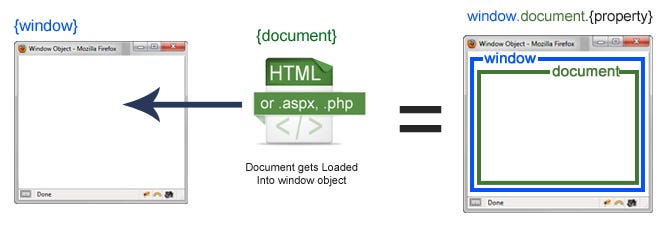 {window}
Window Object - Mozilla Firefox
Done
{document}
HTML
or .aspx, .php
</>
Document gets Loaded
Into window object
=
window.document.{property}
Window Object - Mozilla Firefox
window
document
Done